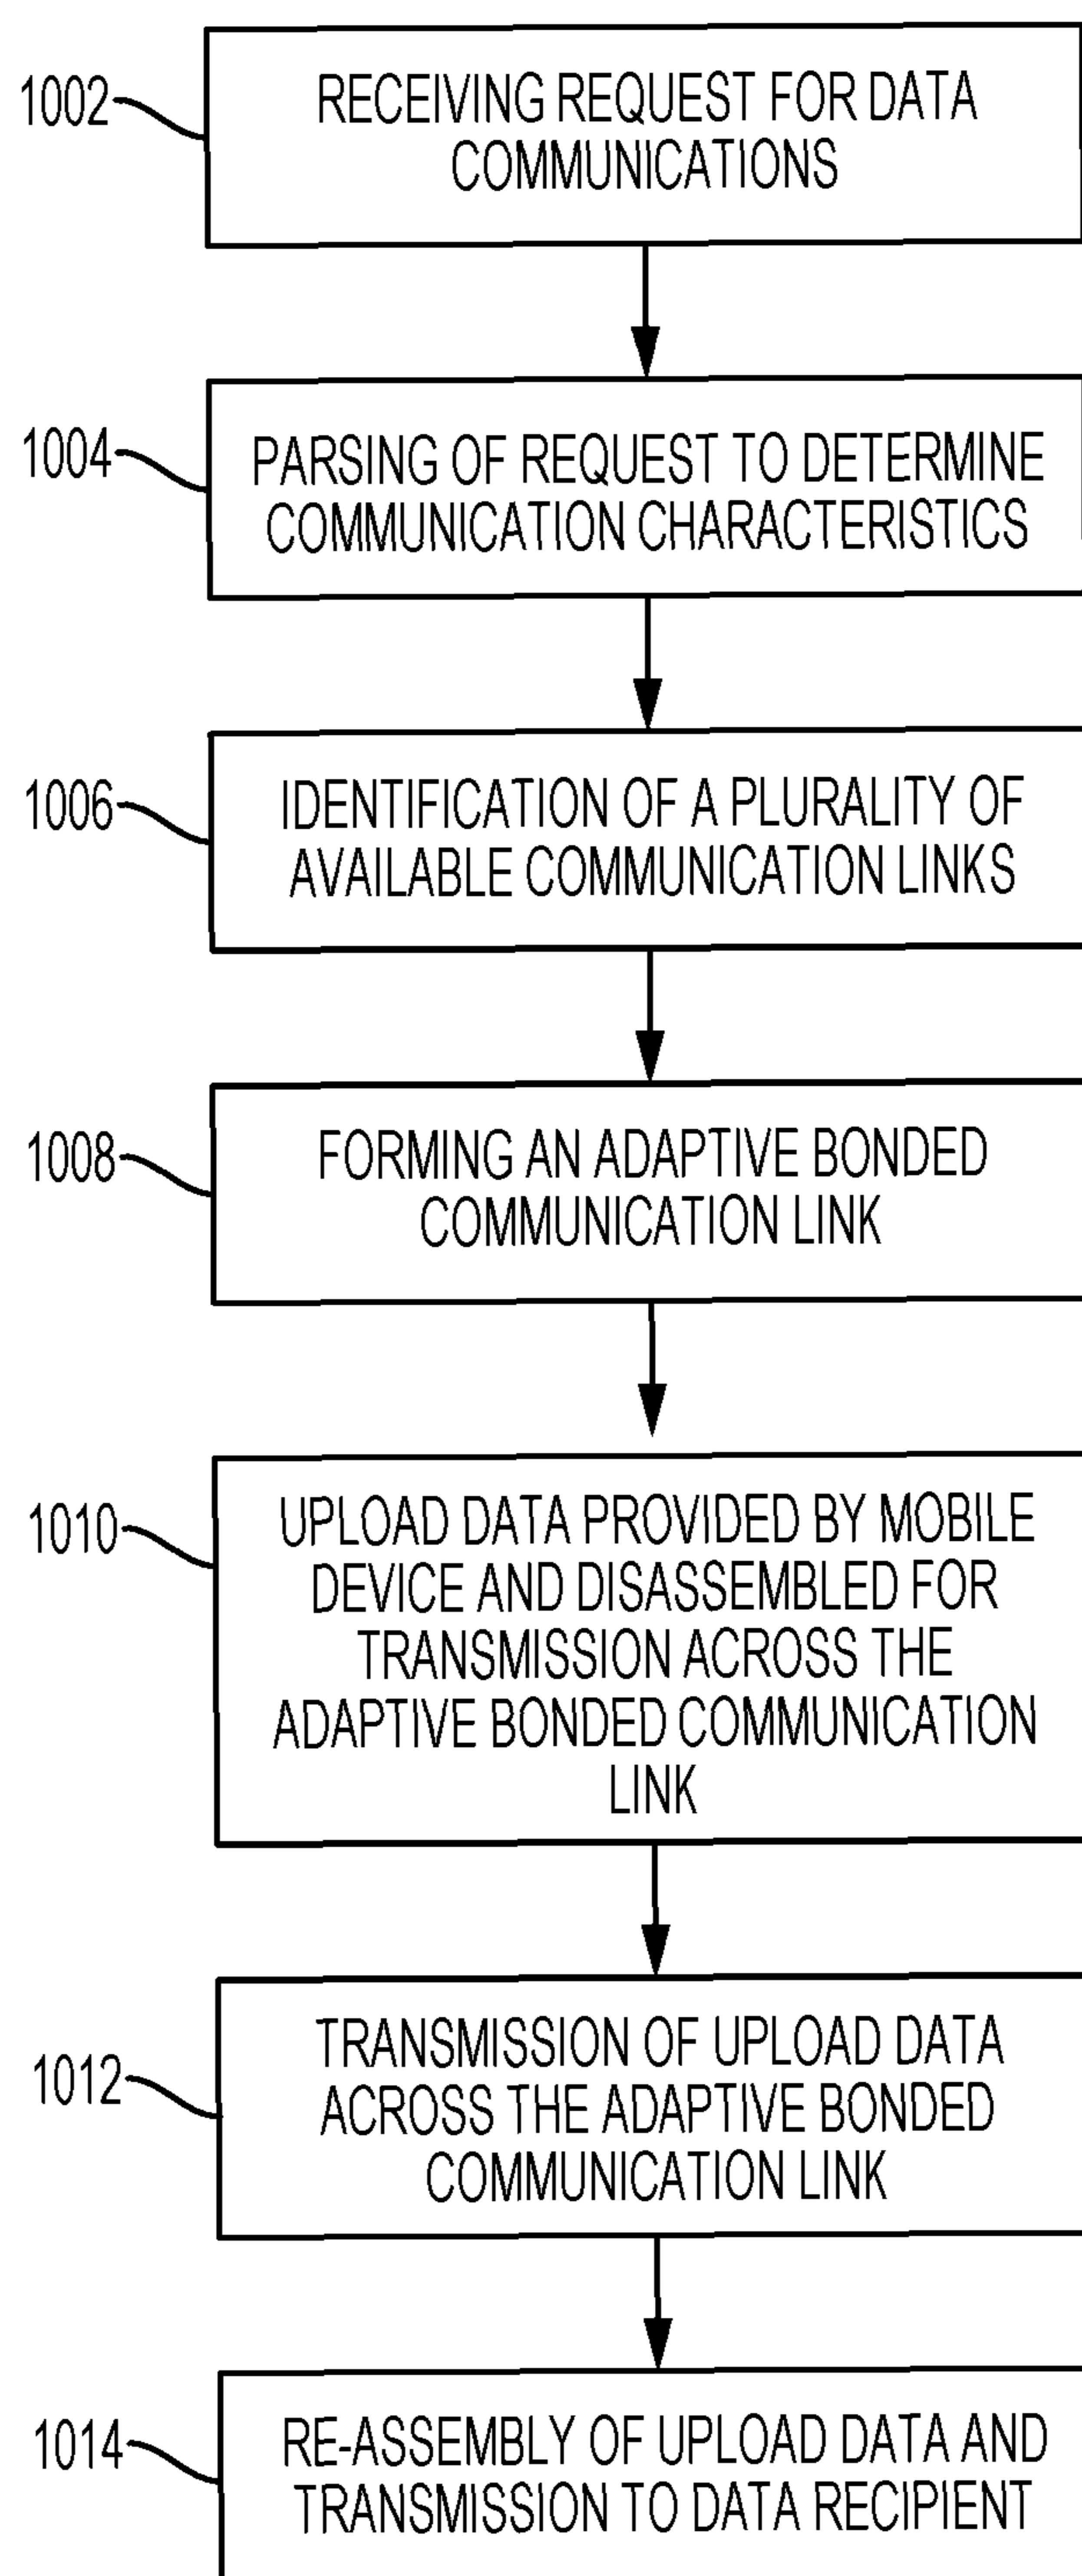 1002
RECEIVING REQUEST FOR DATA
COMMUNICATIONS
1004
PARSING OF REQUEST TO DETERMINE
COMMUNICATION CHARACTERISTICS
1006
IDENTIFICATION OF A PLURALITY OF
AVAILABLE COMMUNICATION LINKS
1008
FORMING AN ADAPTIVE BONDED
COMMUNICATION LINK
1010
UPLOAD DATA PROVIDED BY MOBILE
DEVICE AND DISASSEMBLED FOR
TRANSMISSION ACROSS THE
ADAPTIVE BONDED COMMUNICATION
LINK
1012
TRANSMISSION OF UPLOAD DATA
ACROSS THE ADAPTIVE BONDED
COMMUNICATION LINK
1014
RE-ASSEMBLY OF UPLOAD DATA AND
TRANSMISSION TO DATA RECIPIENT